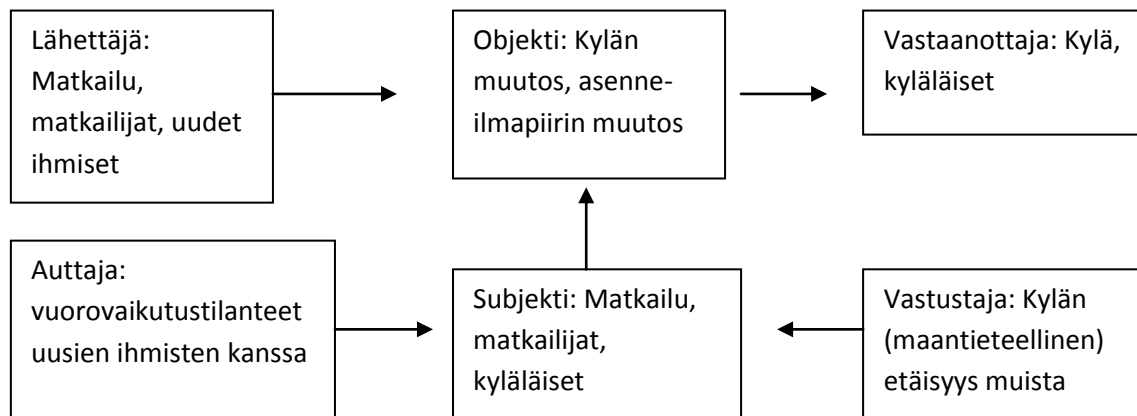 Lähettäjä:
Matkailu,
matkailijat, uudet
ihmiset
Objekti: Kylän
muutos, asenne-
ilmapiirin muutos
Vastaanottaja: Kylä,
kyläläiset
Auttaja:
vuorovaikutustilanteet
uusien ihmisten kanssa
Subjekti: Matkailu,
matkailijat,
kyläläiset
Vastustaja: Kylän
(maantieteellinen)
etäisyys muista